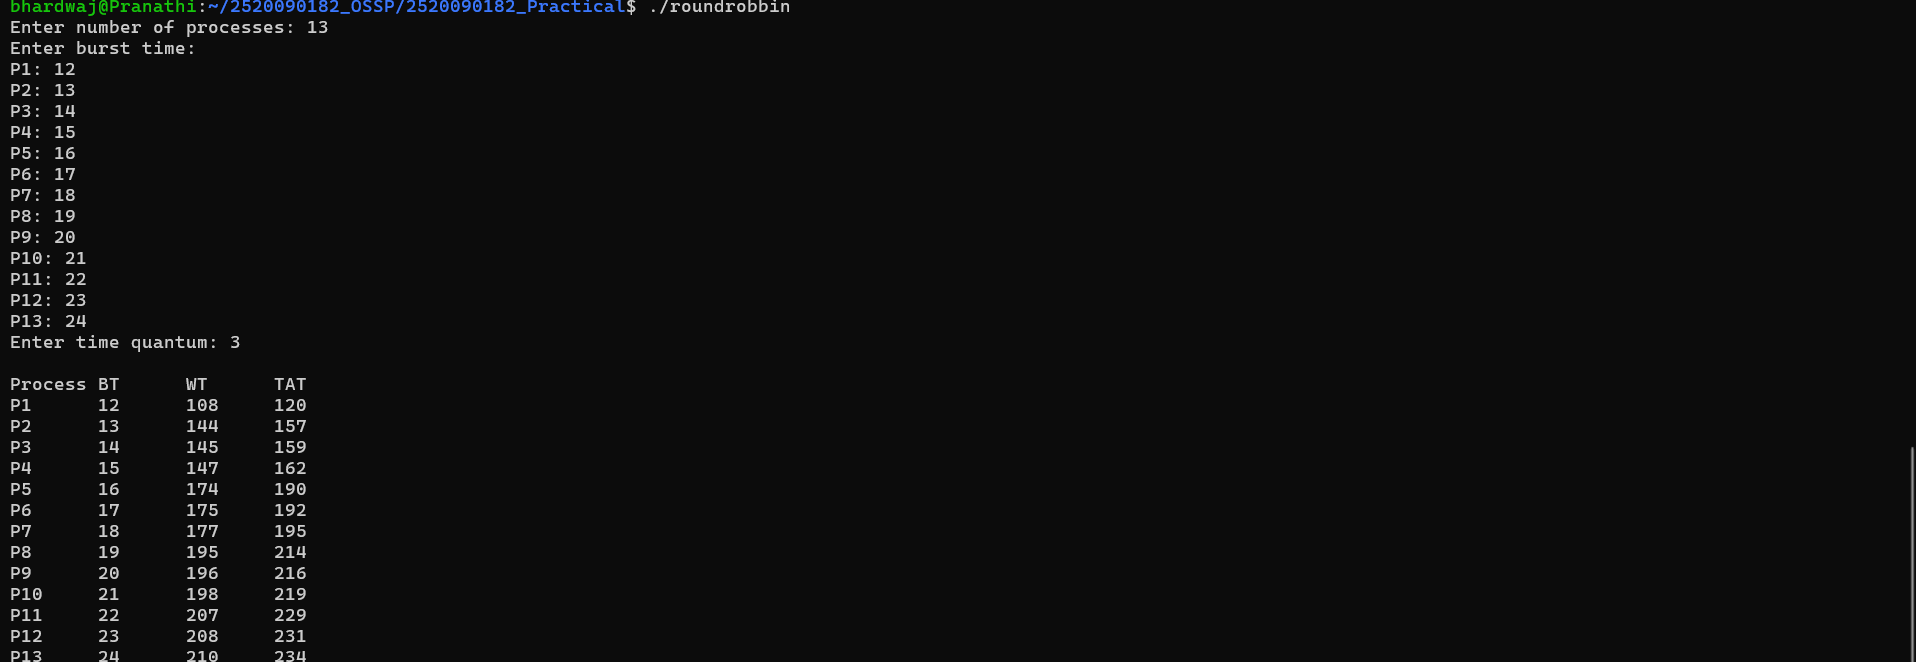 bhardwaj@Pranathi:~/2520090182_OSSP/2520090182_Practical$ ./roundrobbin
Enter number of processes: 13
Enter burst time:
P1: 12
P2: 13
P3: 14
P4: 15
P5: 16
P6: 17
P7: 18
P8: 19
P9: 20
P10: 21
P11: 22
P12: 23
P13: 24
Enter time quantum: 3
Process BT WT TAT
P1 12 108 120
P2 13 144 157
P3 14 145 159
P4 15 147 162
P5 16 174 190
P6 17 175 192
P7 18 177 195
P8 19 195 214
P9 20 196 216
P10 21 198 219
P11 22 207 229
P12 23 208 231
P13 24 210 234